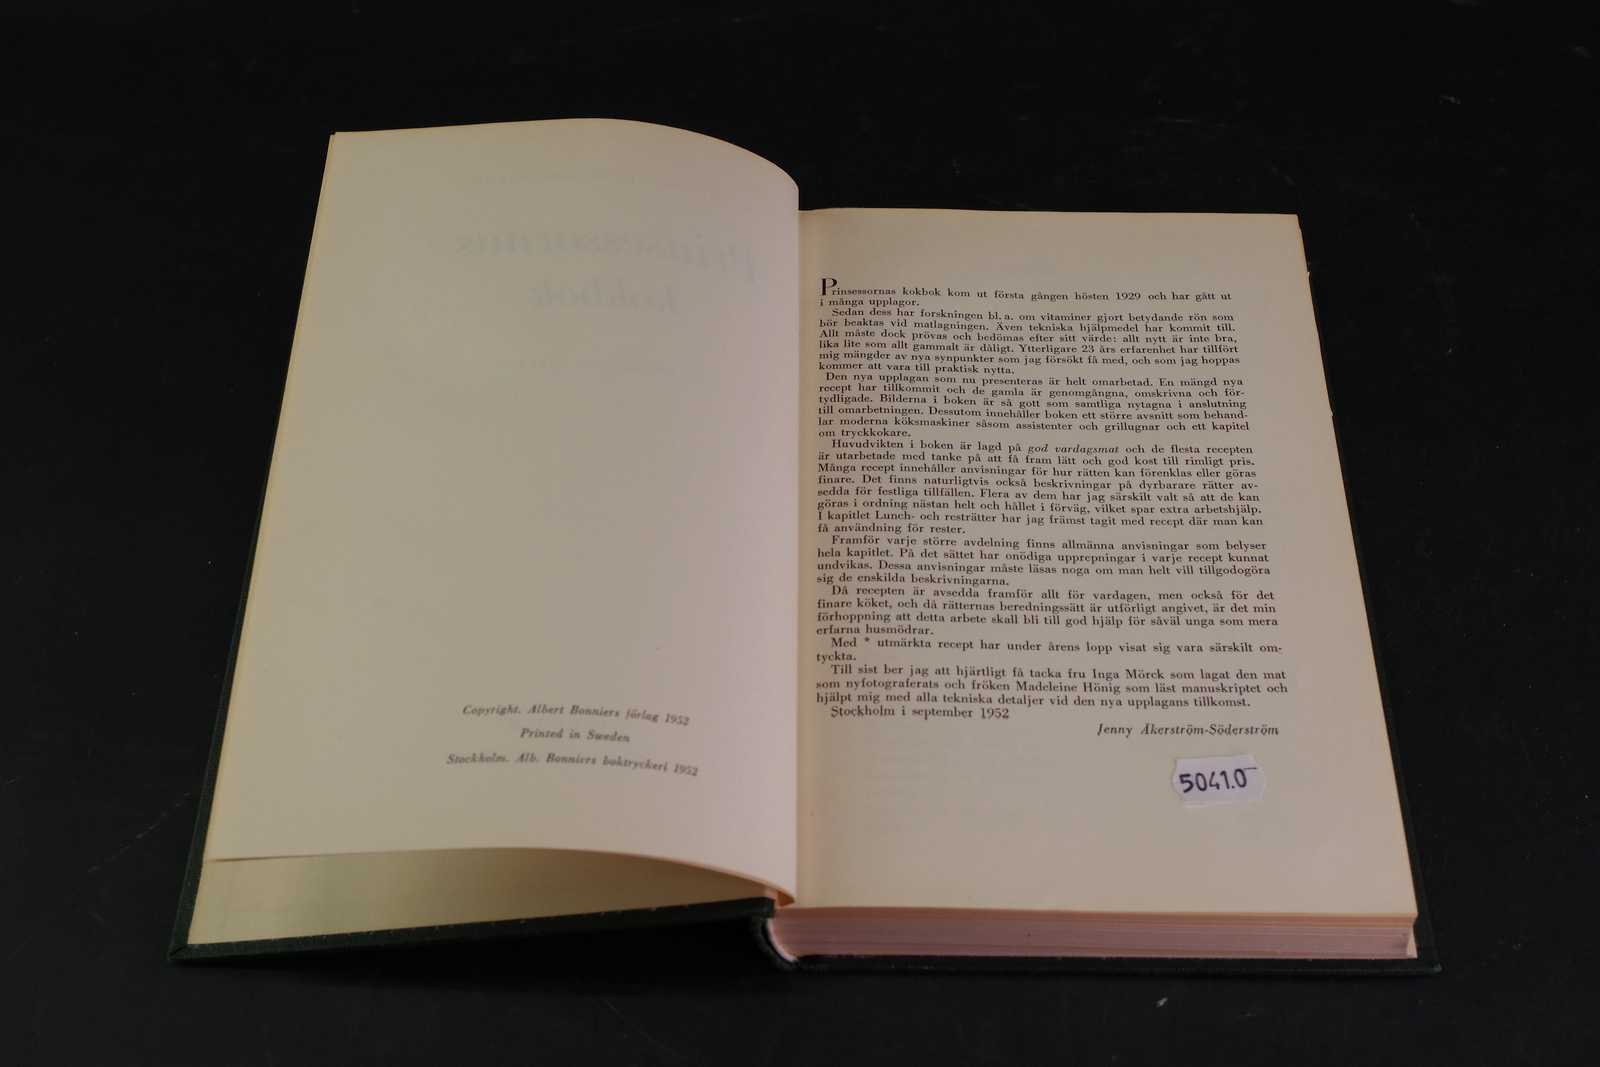 Copyright. Albert Bonniers förlag 1952
Printed in Sweden
Stockholm. Alb. Bonniers boktryckeri 1952
Prinsessornas kokbok kom ut första gången hösten 1929 och har gått ut
i många upplagor.
Sedan dess har forskningen bl. a. om vitaminer gjort betydande rön som
bör beaktas vid matlagningen. Även tekniska hjälpmedel har kommit till.
Allt måste dock prövas och bedömas efter sitt värde: allt nytt är inte bra,
lika lite som allt gammalt är dåligt. Ytterligare 23 års erfarenhet har tillfört
mig mängder av nya synpunkter som jag försökt få med, och som jag hoppas
kommer att vara till praktisk nytta.
Den nya upplagan som nu presenteras är helt omarbetad. En mängd nya
recept har tillkommit och de gamla är genomgångna, omskrivna och för-
tydligade. Bilderna i boken är så gott som samtliga nytagna i anslutning
till omarbetningen. Dessutom innehåller boken ett större avsnitt som behand-
lar moderna köksmaskiner såsom assistenter och grillugnar och ett kapitel
om tryckkokare.
Huvudvikten i boken är lagd på god vardagsmat och de flesta recepten
är utarbetade med tanke på att få fram lätt och god kost till rimligt pris.
Många recept innehåller anvisningar för hur rätten kan förenklas eller göras
finare. Det finns naturligtvis också beskrivningar på dyrbarare rätter av-
sedda för festliga tillfällen. Flera av dem har jag särskilt valt så att de kan
göras i ordning nästan helt och hållet i förväg, vilket spar extra arbetshjälp.
I kapitlet Lunch- och resträtter har jag främst tagit med recept där man kan
få användning för rester.
Framför varje större avdelning finns allmänna anvisningar som belyser
hela kapitlet. På det sättet har onödiga upprepningar i varje recept kunnat
undvikas. Dessa anvisningar måste läsas noga om man helt vill tillgodogöra
sig de enskilda beskrivningarna.
Då recepten är avsedda framför allt för vardagen, men också för det
finare köket, och då rätternas beredningssätt är utförligt angivet, är det min
förhoppning att detta arbete skall bli till god hjälp för såväl unga som mera
erfarna husmödrar.
Med * utmärkta recept har under årens lopp visat sig vara särskilt om-
tyckta.
Till sist ber jag att hjärtligt få tacka fru Inga Mörck som lagat den mat
som nyfotograferats och fröken Madeleine Hönig som läst manuskriptet och
hjälpt mig med alla tekniska detaljer vid den nya upplagans tillkomst.
Stockholm i september 1952
Jenny Åkerström-Söderström
5041.0